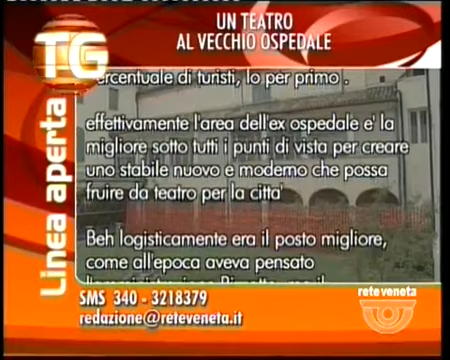 TG
UN TEATRO
AL VECCHIO OSPEDALE
Linea aperta
percentuale di turisti, lo per primo .
effettivamente l'area dell'ex ospedale e' la
migliore sotto tutti i punti di vista per creare
uno stabile nuovo e moderno che possa
fruire da teatro per la citta'
Beh logisticamente era il posto migliore,
come all'epoca aveva pensato
SMS 340 - 3218379
redazione@reteveneta.it
reteveneta